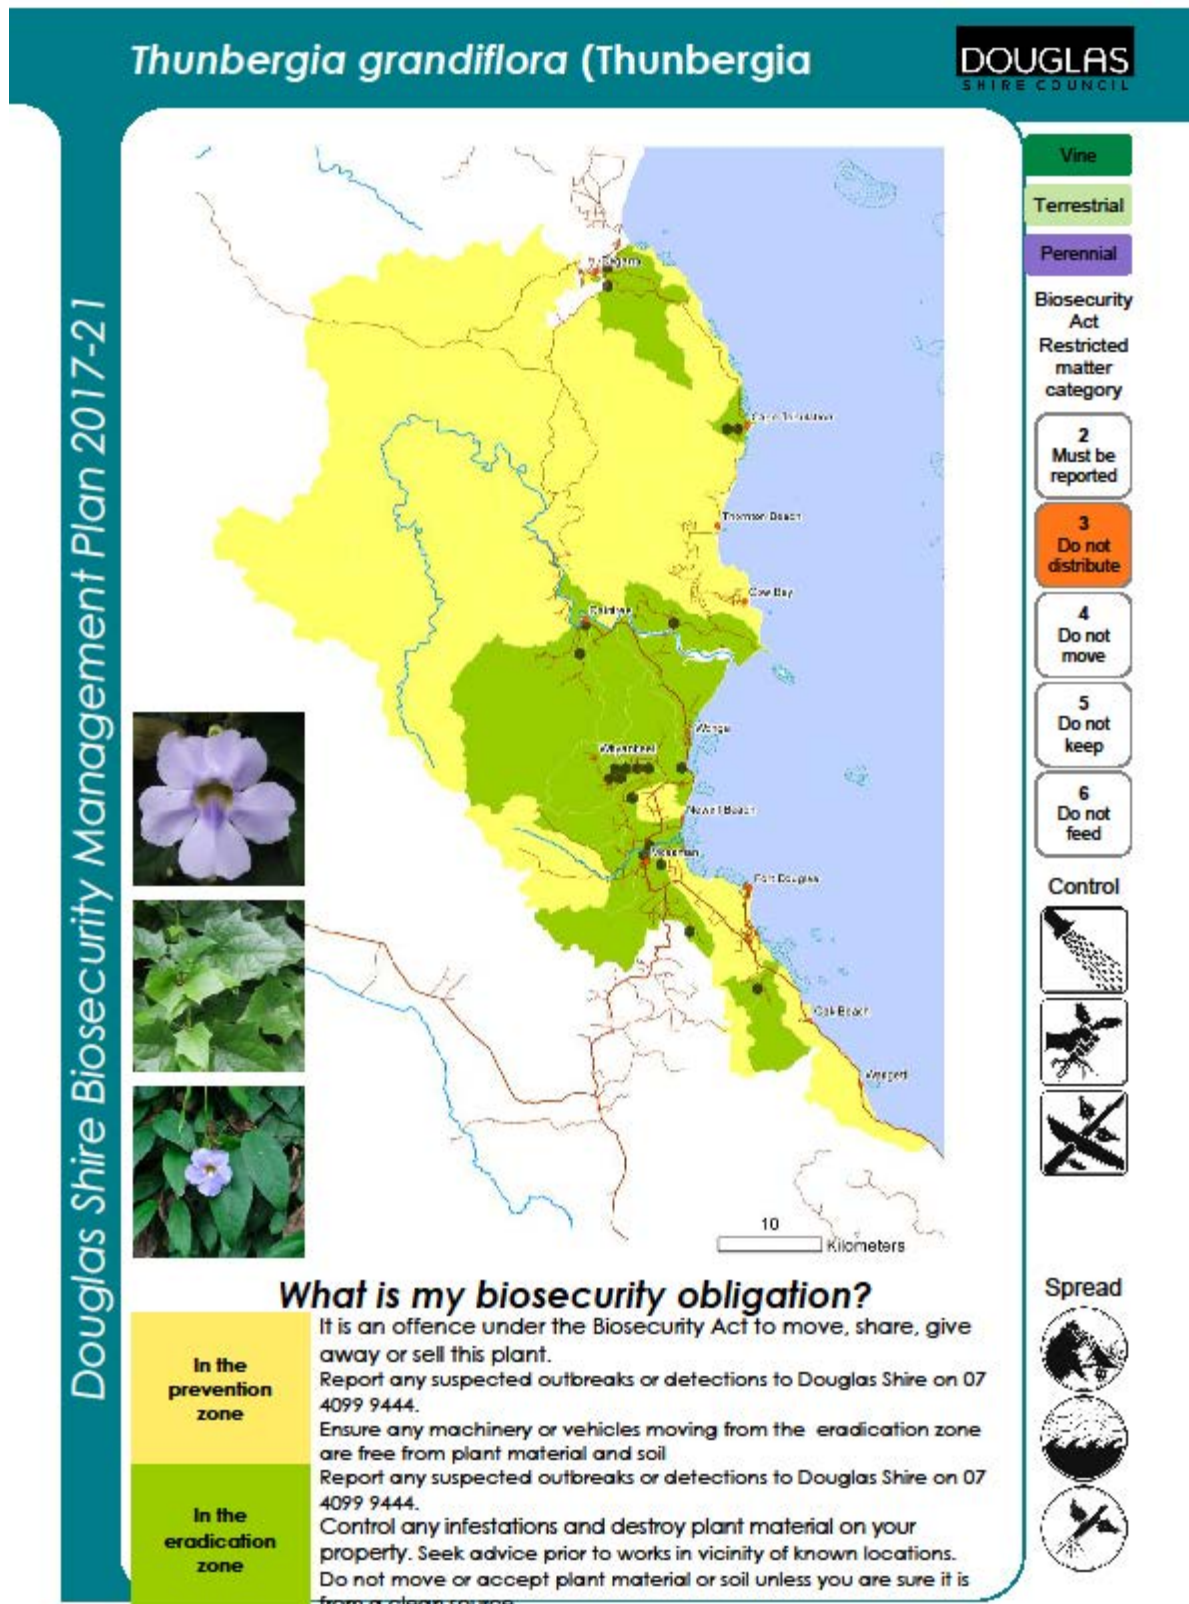 Thunbergia grandiflora (Thunbergia
DOUGLAS
SHIRE COUNCIL
Douglas Shire Biosecurity Management Plan 2017-21
Vine
Terrestrial
Perennial
Biosecurity
Act
Restricted
matter
category
2
Must be
reported
3
Do not
distribute
4
Do not
move
5
Do not
keep
6
Do not
feed
Control
Spread
Cape Tribulation
Thornton Beach
Cow Bay
Daintree
Wonga
Whyanbeel
Newell Beach
Mossman
Port Douglas
Oak Beach
Wangetti
10
Kilometers
What is my biosecurity obligation?
In the
prevention
zone
It is an offence under the Biosecurity Act to move, share, give
away or sell this plant.
Report any suspected outbreaks or detections to Douglas Shire on 07
4099 9444.
Ensure any machinery or vehicles moving from the eradication zone
are free from plant material and soil
In the
eradication
zone
Report any suspected outbreaks or detections to Douglas Shire on 07
4099 9444.
Control any infestations and destroy plant material on your
property. Seek advice prior to works in vicinity of known locations.
Do not move or accept plant material or soil unless you are sure it is
from a clean source